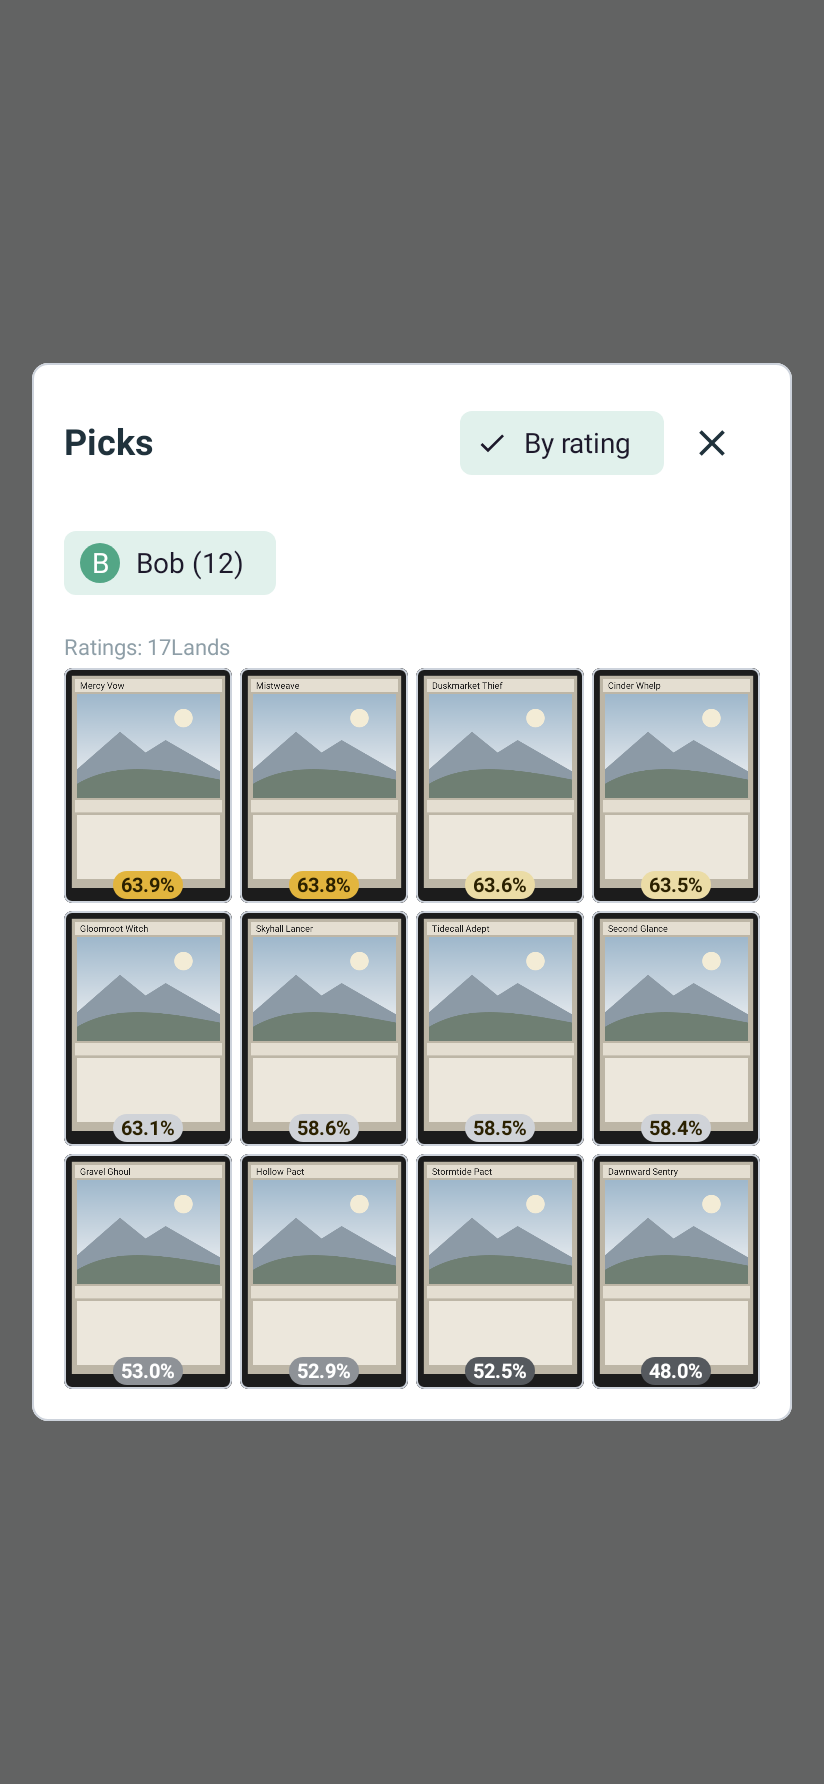 Picks
By rating
B Bob (12)
Ratings: 17Lands
Mercy Vow
Mistweave
Duskmarket Thief
Cinder Whelp
63.9%
63.8%
63.6%
63.5%
Gloomroot Witch
Skyhall Lancer
Tidecall Adept
Second Glance
63.1%
58.6%
58.5%
58.4%
Gravel Ghoul
Hollow Pact
Stormtide Pact
Dawnward Sentry
53.0%
52.9%
52.5%
48.0%